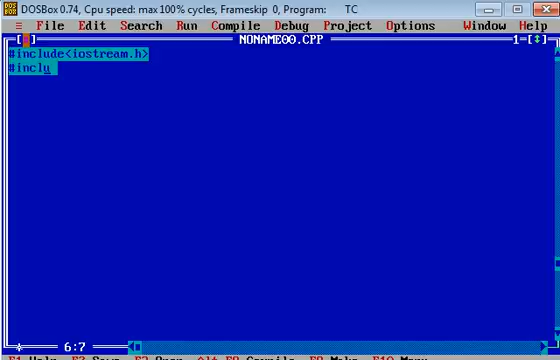 DOSBox 0.74, Cpu speed: max 100% cycles, Frameskip 0, Program: TC
≡ File Edit Search Run Compile Debug Project Options Window Help
NONAME00.CPP 1=[↕]
#include<iostream.h>
#inclu
6:7